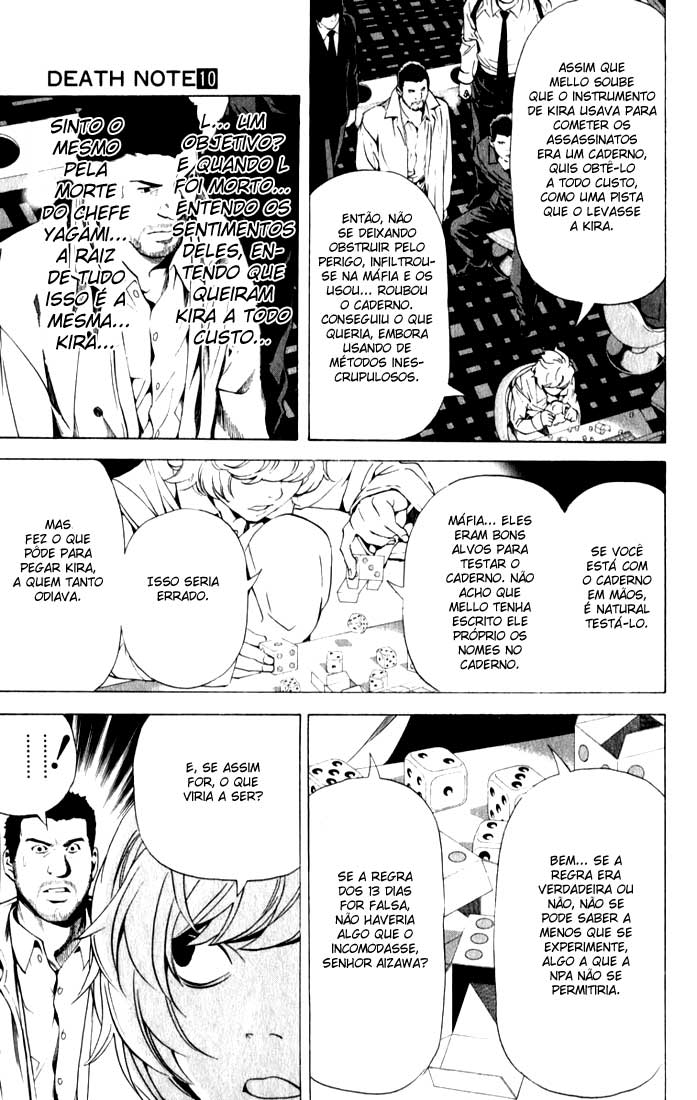 DEATH NOTE 10
ASSIM QUE
MELLO SOUBE
QUE O INSTRUMENTO
DE KIRA USAVA PARA
COMETER OS
ASSASSINATOS
ERA UM CADERNO,
QUIS OBTÊ-LO
A TODO CUSTO,
COMO UMA PISTA
QUE O LEVASSE
A KIRA.
ENTÃO, NÃO
SE DEIXANDO
OBSTRUIR PELO
PERIGO, INFILTROU-
SE NA MÁFIA E OS
USOU... ROUBOU
O CADERNO.
CONSEGUIU O QUE
QUERIA, EMBORA
USANDO DE
MÉTODOS INES-
CRUPULOSOS.
L... UM
OBJETIVO?
E QUANDO L
FOI MORTO...
ENTENDO OS
SENTIMENTOS
DELES, EN-
TENDO QUE
QUEIRAM
KIRA A TODO
CUSTO...
SINTO O
MESMO
PELA
MORTE
DO CHEFE
YAGAMI...
A RAIZ
DE TUDO
ISSO É A
MESMA...
KIRA...
SE VOCÊ
ESTÁ COM
O CADERNO
EM MÃOS,
É NATURAL
TESTÁ-LO.
MÁFIA... ELES
ERAM BONS
ALVOS PARA
TESTAR O
CADERNO. NÃO
ACHO QUE
MELLO TENHA
ESCRITO ELE
PRÓPRIO OS
NOMES NO
CADERNO.
ISSO SERIA
ERRADO.
MAS
FEZ O QUE
PÔDE PARA
PEGAR KIRA,
A QUEM TANTO
ODIAVA.
BEM... SE A
REGRA ERA
VERDADEIRA OU
NÃO, NÃO SE
PODE SABER A
MENOS QUE SE
EXPERIMENTE,
ALGO A QUE A
NPA NÃO SE
PERMITIRIA.
SE A REGRA
DOS 13 DIAS
FOR FALSA,
NÃO HAVERIA
ALGO QUE O
INCOMODASSE,
SENHOR AIZAWA?
E, SE ASSIM
FOR, O QUE
VIRIA A SER?
!